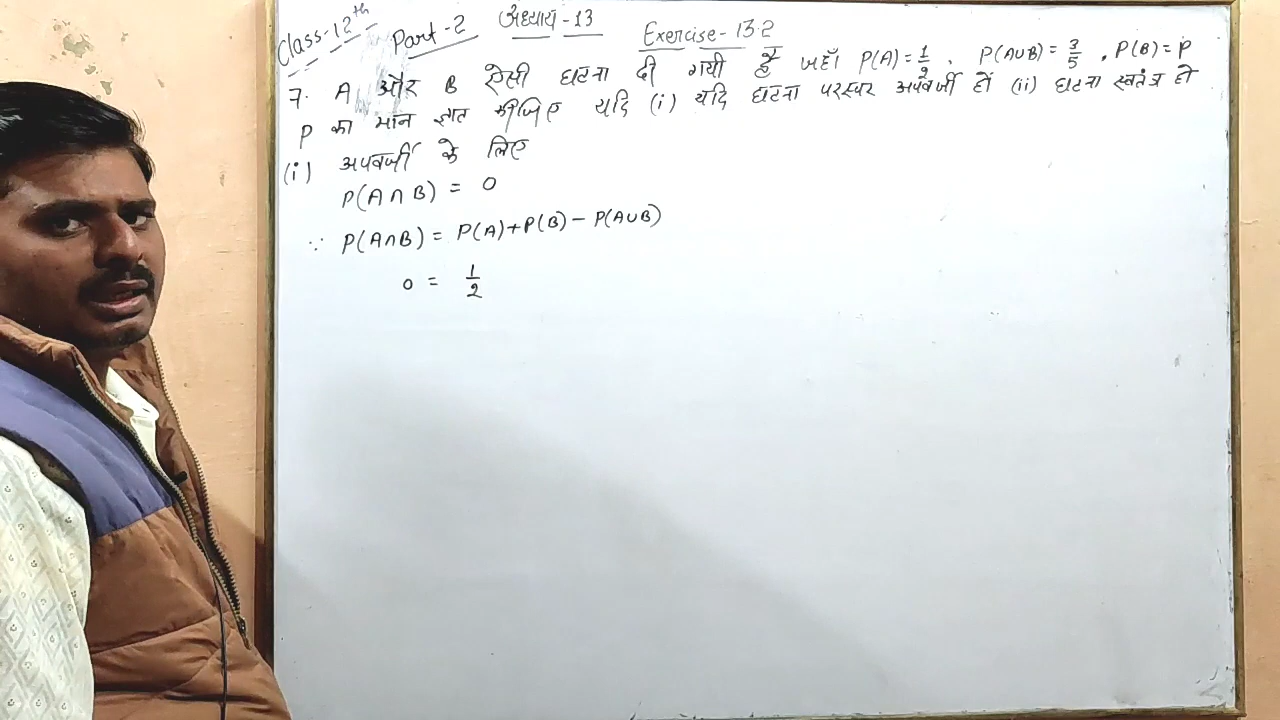 Class-12th Part-2 अध्याय-13
Exercise-13.2
7. A और B ऐसी घटना दी गयी है जहाँ P(A)=1/2, P(A∪B)=3/5, P(B)=P
P का मान ज्ञात कीजिए यदि (i) यदि घटना परस्पर अपवर्जी हों (ii) घटना स्वतंत्र हो
(i) अपवर्जी के लिए
P(A∩B) = 0
∵ P(A∩B) = P(A)+P(B)-P(A∪B)
0 = 1/2